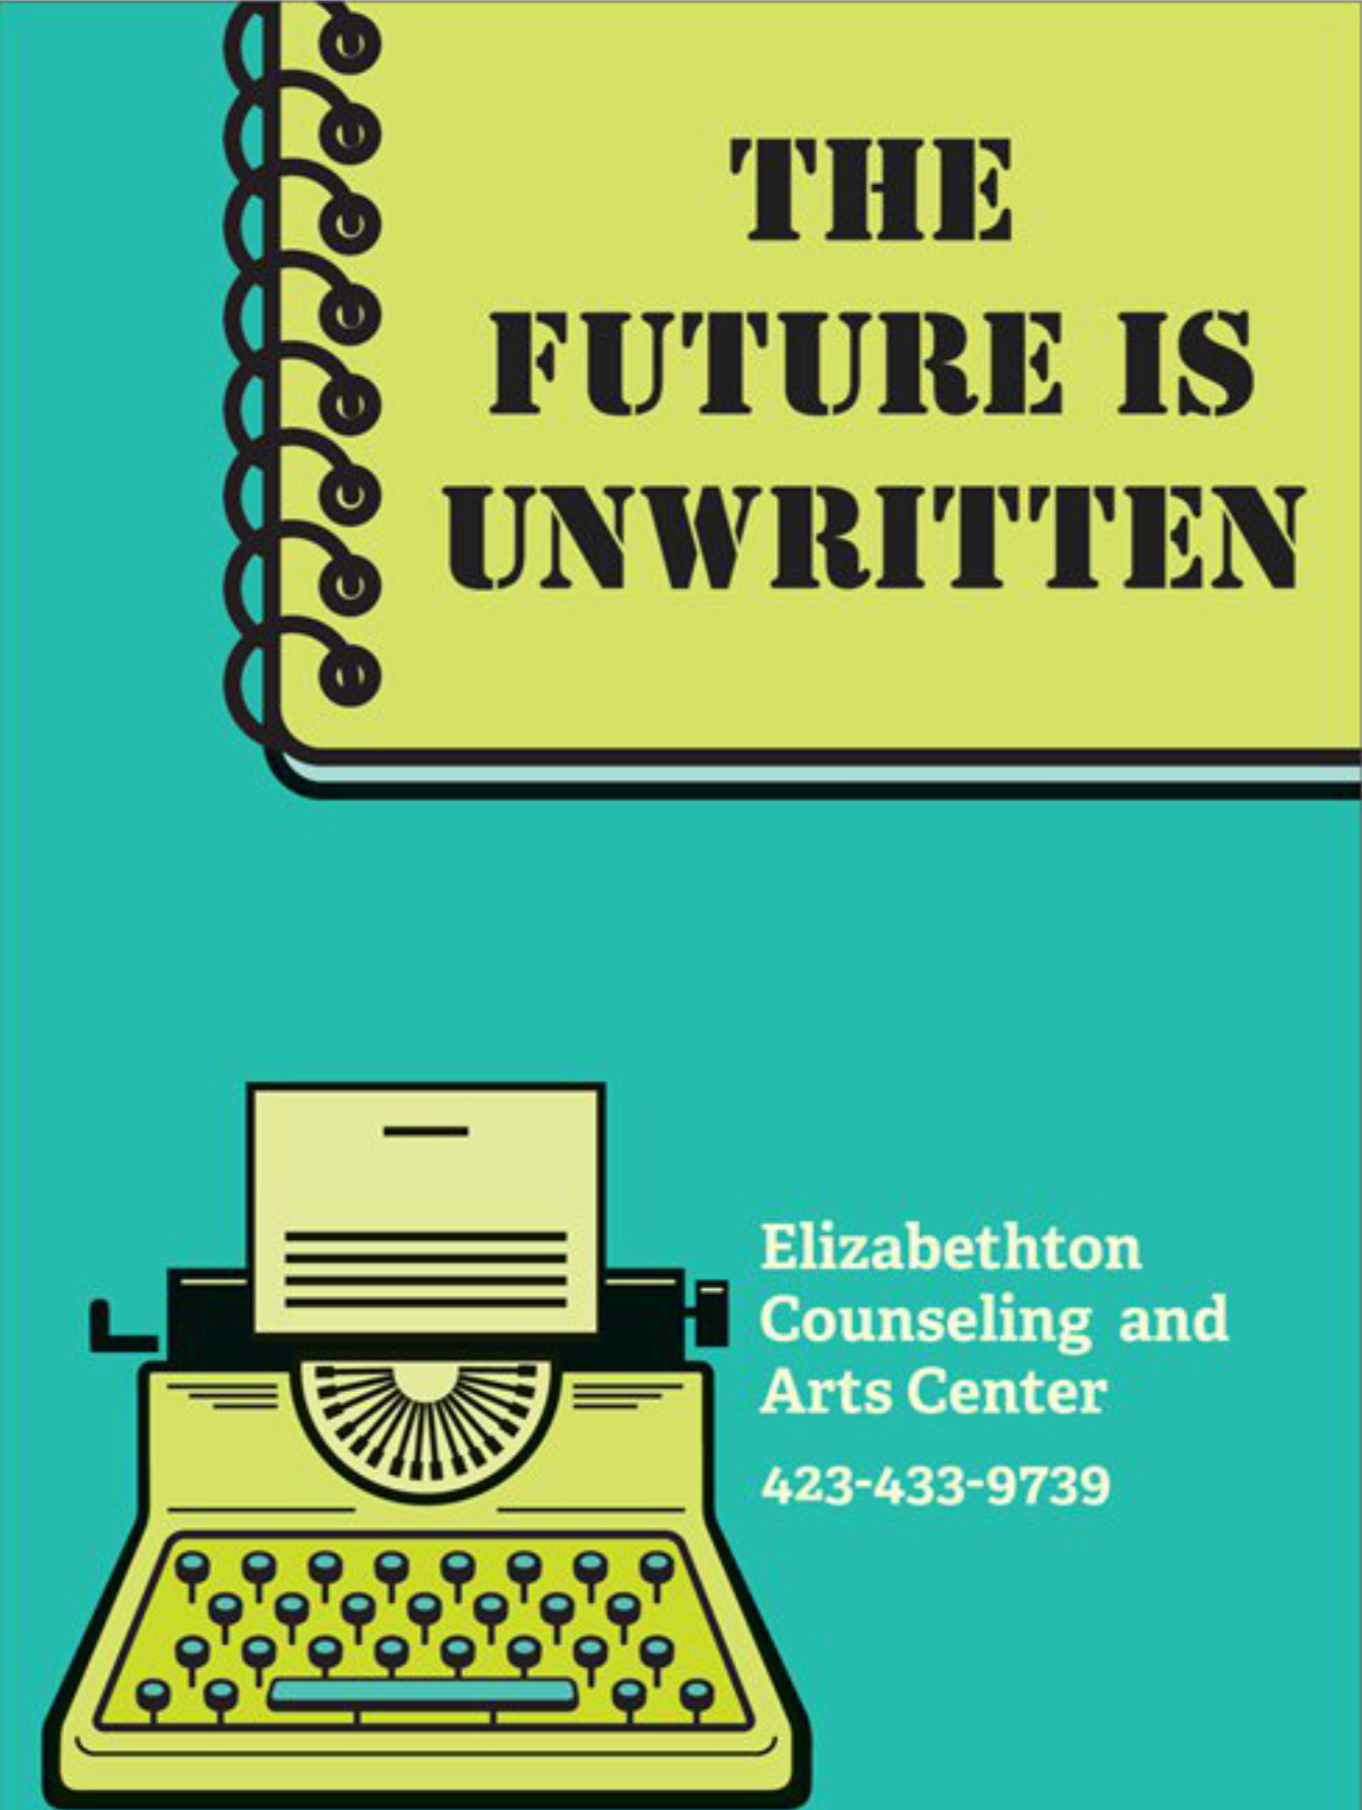 THE
FUTURE IS
UNWRITTEN
Elizabethton
Counseling and
Arts Center
423-433-9739